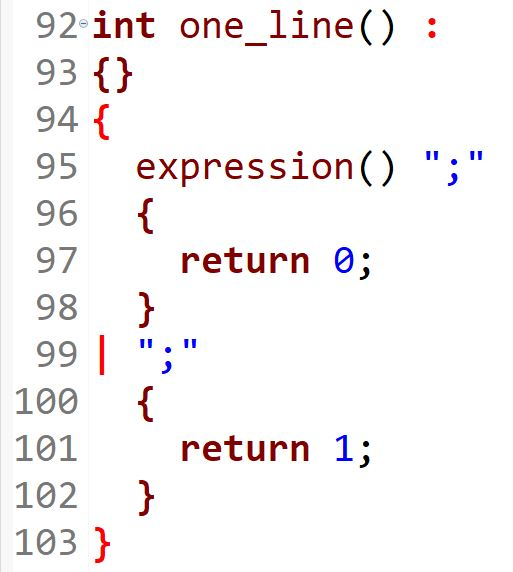 92 int one_line() :
93 {}
94 {
95   expression() ";"
96   {
97     return 0;
98   }
99 | ";"
100   {
101     return 1;
102   }
103 }